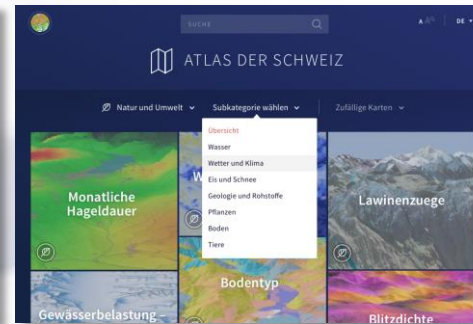 SUCHE
A A
DE
ATLAS DER SCHWEIZ
Natur und Umwelt
Subkategorie wählen
Zufällige Karten
Übersicht
Wasser
Wetter und Klima
Eis und Schnee
Geologie und Rohstoffe
Pflanzen
Boden
Tiere
Monatliche
Hageldauer
W
Lawinenzuege
Gewässerbelastung –
Bodentyp
Blitzdichte